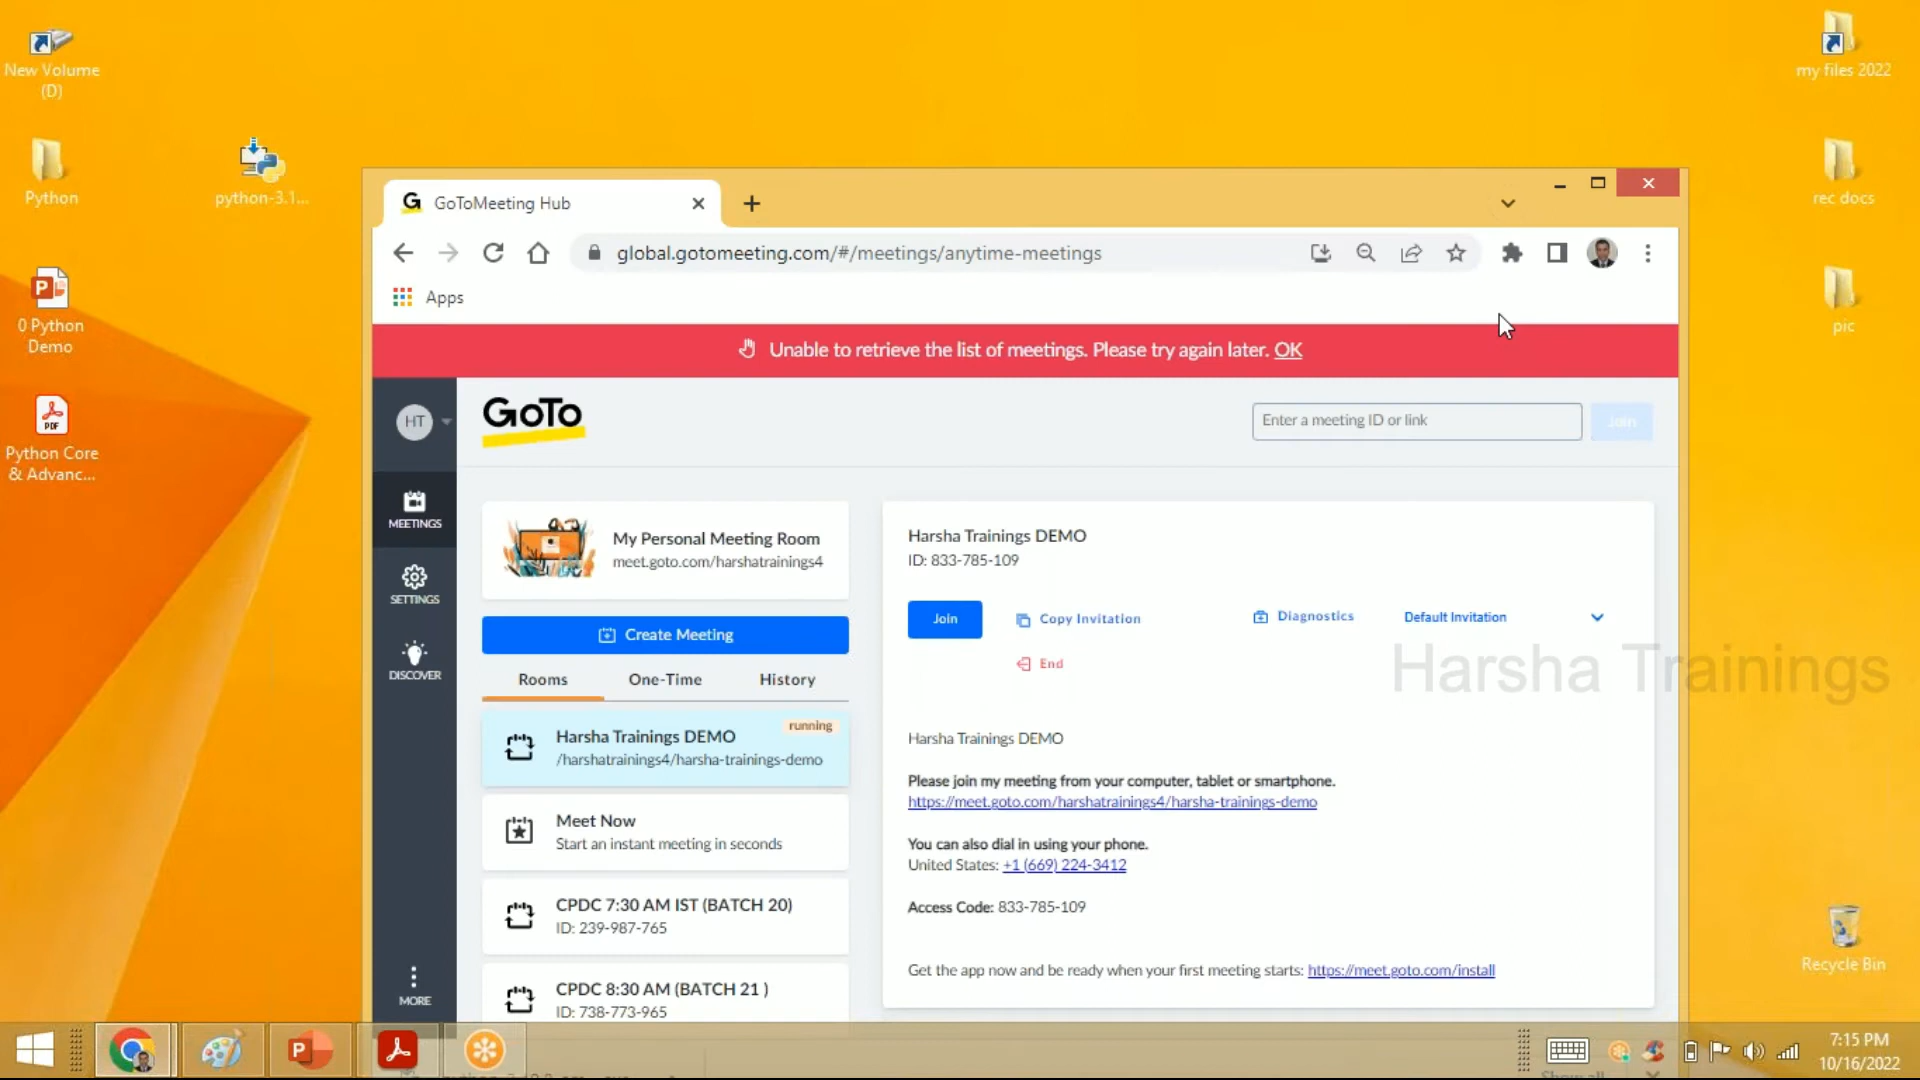 New Volume
(D)
Python
python-3.1...
0 Python
Demo
Python Core
& Advanc...
my files 2022
rec docs
pic
Recycle Bin
G GoToMeeting Hub
global.gotomeeting.com/#/meetings/anytime-meetings
Apps
Unable to retrieve the list of meetings. Please try again later. OK
HT
GoTo
Enter a meeting ID or link
Join
MEETINGS
SETTINGS
DISCOVER
MORE
My Personal Meeting Room
meet.goto.com/harshatrainings4
Create Meeting
Rooms One-Time History
Harsha Trainings DEMO running
/harshatrainings4/harsha-trainings-demo
Meet Now
Start an instant meeting in seconds
CPDC 7:30 AM IST (BATCH 20)
ID: 239-987-765
CPDC 8:30 AM (BATCH 21 )
ID: 738-773-965
Harsha Trainings DEMO
ID: 833-785-109
Join Copy Invitation Diagnostics Default Invitation
End
Harsha Trainings
Harsha Trainings DEMO
Please join my meeting from your computer, tablet or smartphone.
https://meet.goto.com/harshatrainings4/harsha-trainings-demo
You can also dial in using your phone.
United States: +1 (669) 224-3412
Access Code: 833-785-109
Get the app now and be ready when your first meeting starts: https://meet.goto.com/install
7:15 PM
10/16/2022